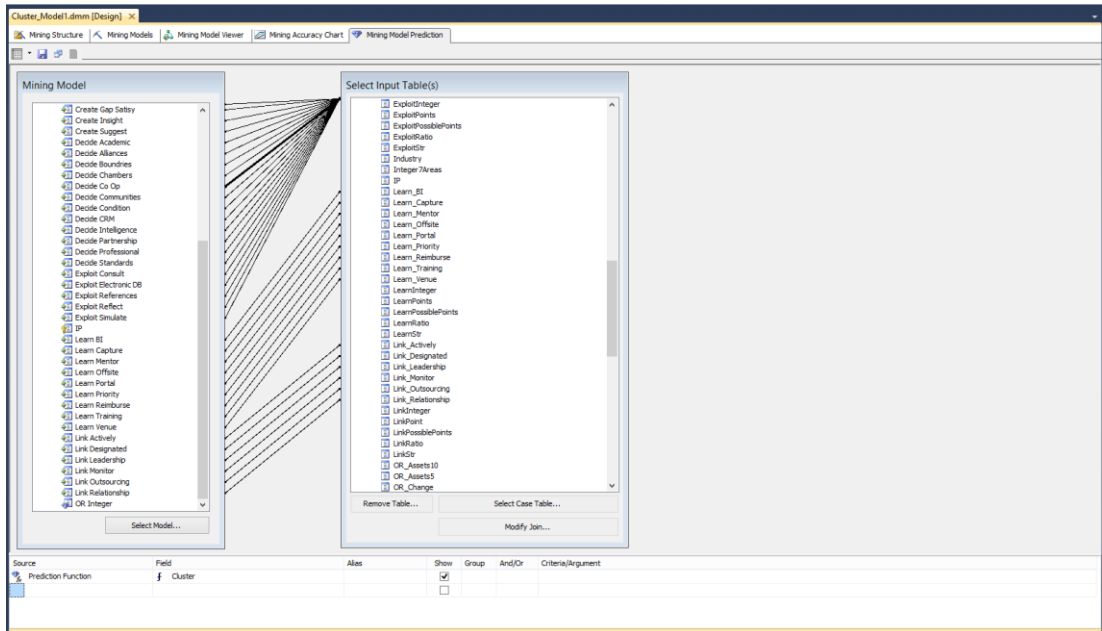 Cluster_Model1.dmm [Design]
Mining Structure Mining Models Mining Model Viewer Mining Accuracy Chart Mining Model Prediction
Mining Model
Create Gap Satisy
Create Insight
Create Suggest
Decide Academic
Decide Alliances
Decide Boundries
Decide Chambers
Decide Co Op
Decide Communities
Decide Condition
Decide CRM
Decide Intelligence
Decide Partnership
Decide Professional
Decide Standards
Exploit Consult
Exploit Electronic DB
Exploit References
Exploit Reflect
Exploit Simulate
IP
Learn BI
Learn Capture
Learn Mentor
Learn Offsite
Learn Portal
Learn Priority
Learn Reimburse
Learn Training
Learn Venue
Link Actively
Link Designated
Link Leadership
Link Monitor
Link Outsourcing
Link Relationship
OR Integer
Select Model...
Select Input Table(s)
ExploitInteger
ExploitPoints
ExploitPossiblePoints
ExploitRatio
ExploitStr
Industry
Integer7Areas
IP
Learn_BI
Learn_Capture
Learn_Mentor
Learn_Offsite
Learn_Portal
Learn_Priority
Learn_Reimburse
Learn_Training
Learn_Venue
LearnInteger
LearnPoints
LearnPossiblePoints
LearnRatio
LearnStr
Link_Actively
Link_Designated
Link_Leadership
Link_Monitor
Link_Outsourcing
Link_Relationship
LinkInteger
LinkPoint
LinkPossiblePoints
LinkRatio
LinkStr
OR_Assets10
OR_Assets5
OR_Change
Remove Table... Select Case Table...
Modify Join...
Source Field Alias Show Group And/Or Criteria/Argument
Prediction Function Cluster